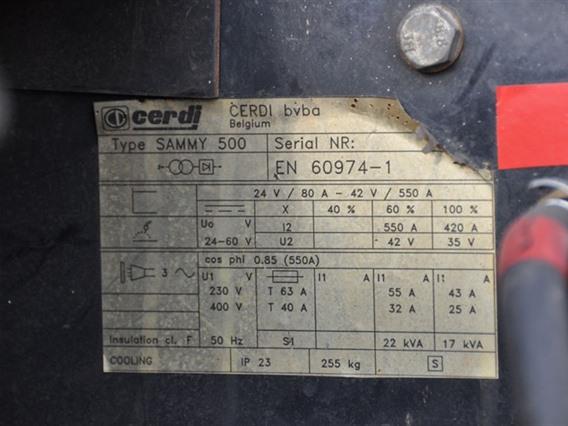 cerdi CERDI bvba
Belgium
Type SAMMY 500 Serial NR:
EN 60974-1
24 V / 80 A - 42 V / 550 A
X 40 % 60 % 100 %
Uo V I2 550 A 420 A
24-60 V U2 42 V 35 V
cos phi 0.85 (550A)
3 U1 V I1 A I1 A I1 A
230 V T 63 A 55 A 43 A
400 V T 40 A 32 A 25 A
Insulation cl. F 50 Hz S1 22 kVA 17 kVA
COOLING IP 23 255 kg S